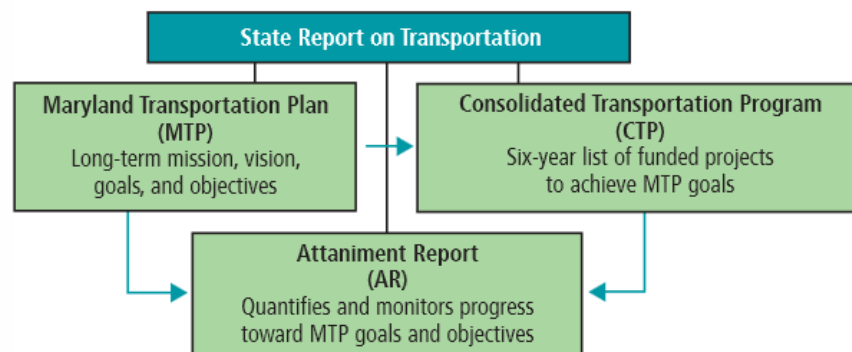 State Report on Transportation
Maryland Transportation Plan
(MTP)
Long-term mission, vision,
goals, and objectives
Consolidated Transportation Program
(CTP)
Six-year list of funded projects
to achieve MTP goals
Attaniment Report
(AR)
Quantifies and monitors progress
toward MTP goals and objectives